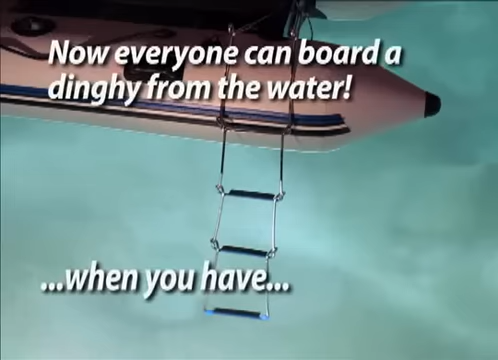 Now everyone can board a
dinghy from the water!
...when you have...